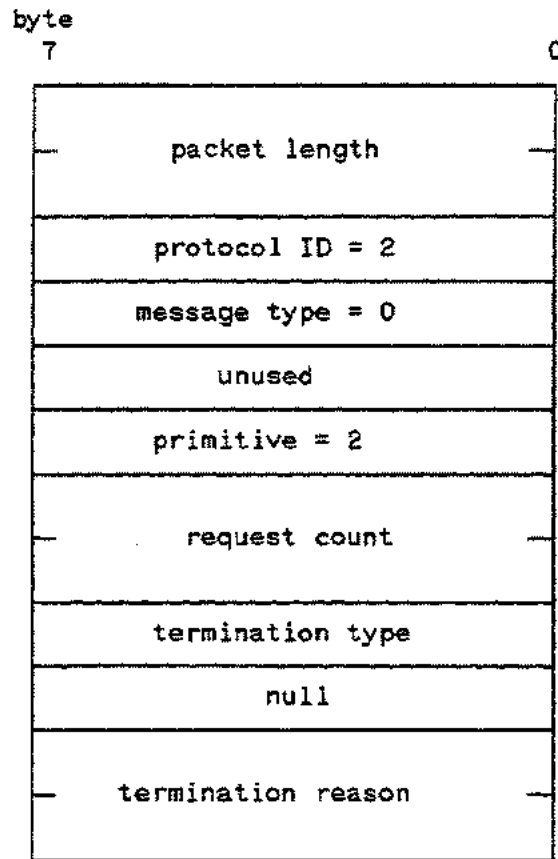 byte
7 0
packet length
protocol ID = 2
message type = 0
unused
primitive = 2
request count
termination type
null
termination reason